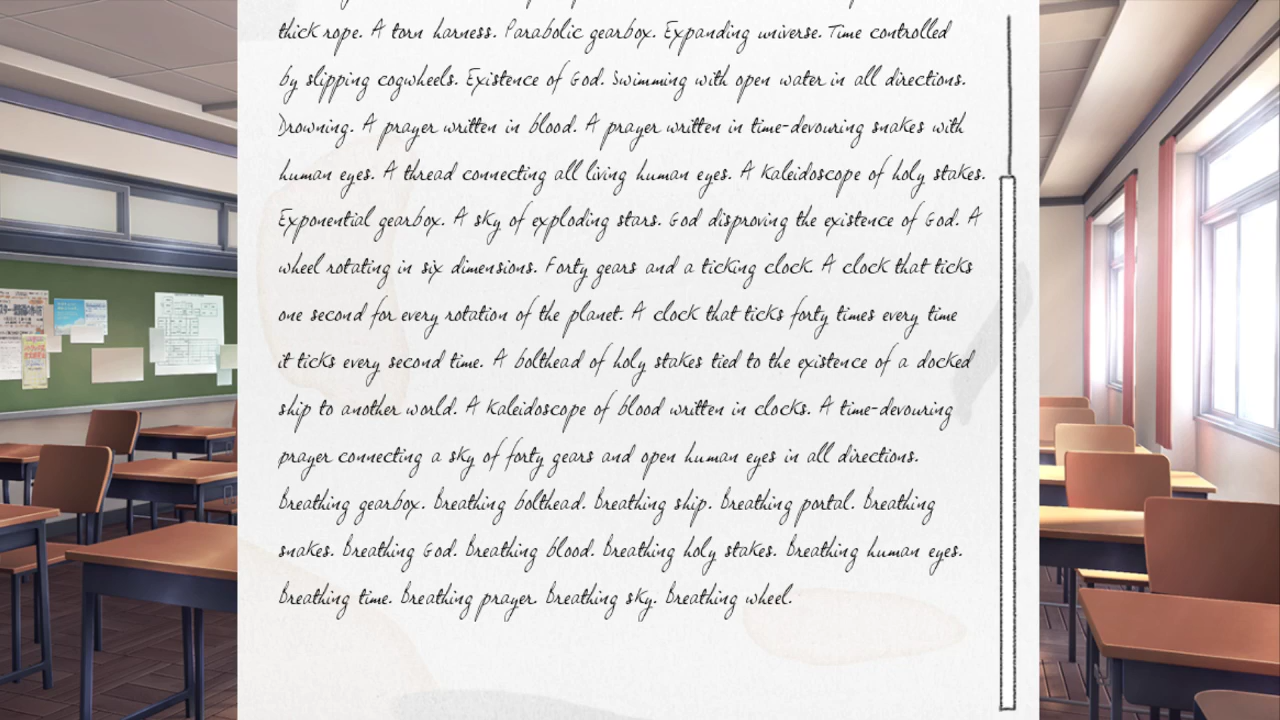 thick rope. A torn harness. Parabolic gearbox. Expanding universe. Time controlled
by slipping cogwheels. Existence of God. Swimming with open water in all directions.
Drowning. A prayer written in blood. A prayer written in time-devouring snakes with
human eyes. A thread connecting all living human eyes. A kaleidoscope of holy stakes.
Exponential gearbox. A sky of exploding stars. God disproving the existence of God. A
wheel rotating in six dimensions. Forty gears and a ticking clock. A clock that ticks
one second for every rotation of the planet. A clock that ticks forty times every time
it ticks every second time. A bolthead of holy stakes tied to the existence of a docked
ship to another world. A kaleidoscope of blood written in clocks. A time-devouring
prayer connecting a sky of forty gears and open human eyes in all directions.
Breathing gearbox. Breathing bolthead. Breathing ship. Breathing portal. Breathing
snakes. Breathing God. Breathing blood. Breathing holy stakes. Breathing human eyes.
Breathing time. Breathing prayer. Breathing sky. Breathing wheel.